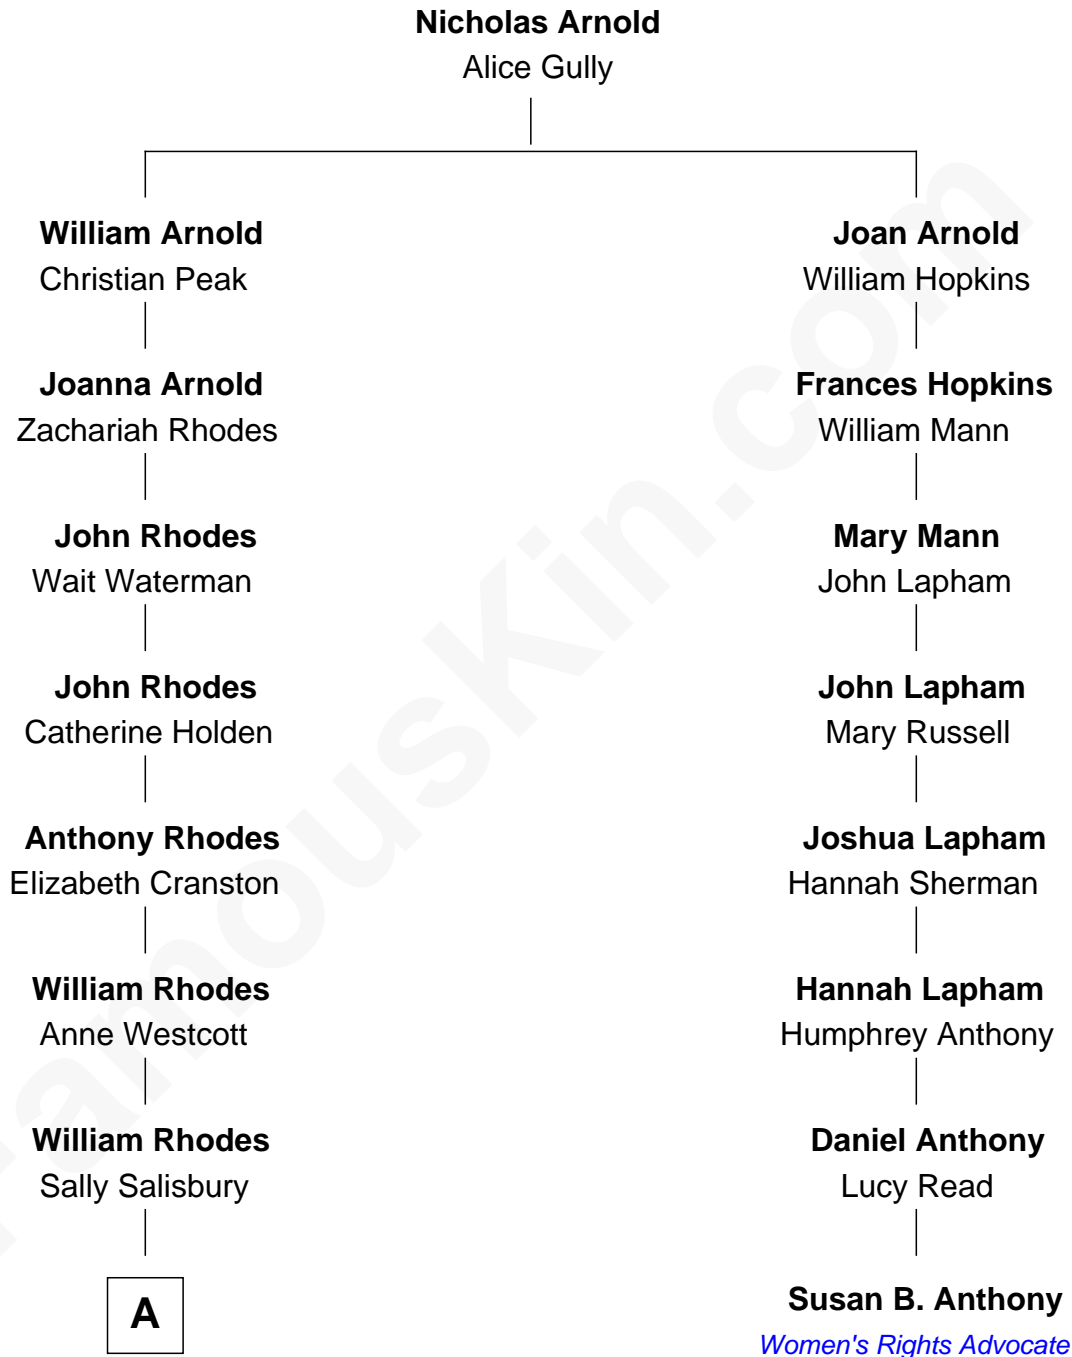 Nicholas Arnold
Alice Gully
William Arnold
Christian Peak
Joanna Arnold
Zachariah Rhodes
John Rhodes
Wait Waterman
John Rhodes
Catherine Holden
Anthony Rhodes
Elizabeth Cranston
William Rhodes
Anne Westcott
William Rhodes
Sally Salisbury
A
Joan Arnold
William Hopkins
Frances Hopkins
William Mann
Mary Mann
John Lapham
John Lapham
Mary Russell
Joshua Lapham
Hannah Sherman
Hannah Lapham
Humphrey Anthony
Daniel Anthony
Lucy Read
Susan B. Anthony
Women's Rights Advocate
FamousKin.com